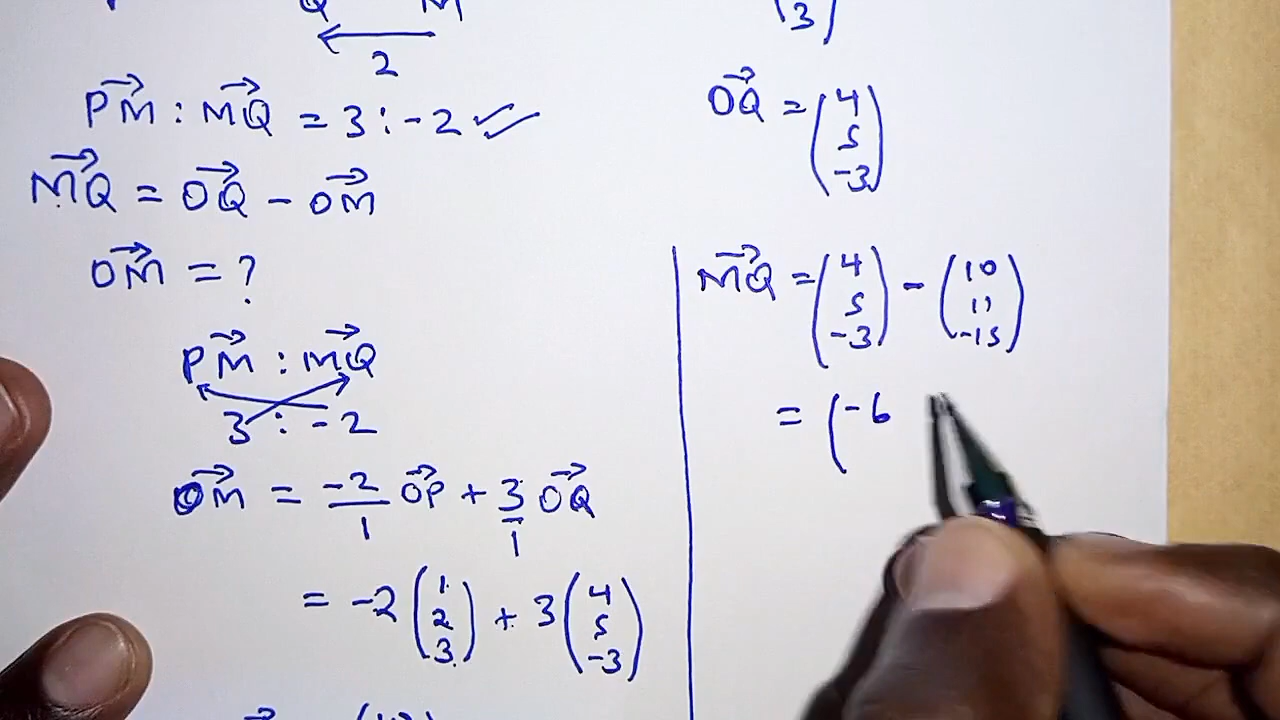 2
PM : MQ = 3 : -2
MQ = OQ - OM
OM = ?
PM : MQ
3 : -2
OM = -2/1 OP + 3/1 OQ
= -2 (1 2 3) + 3 (4 5 -3)
3)
OQ = (4 5 -3)
MQ = (4 5 -3) - (10 11 -15)
= (-6